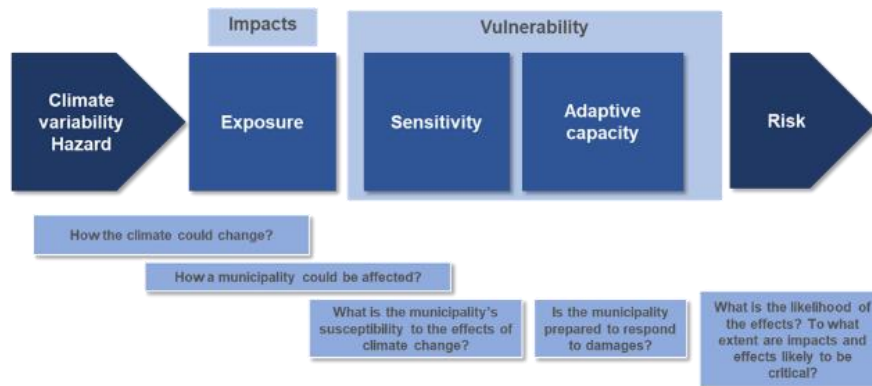 Impacts
Vulnerability
Climate
variability
Hazard
Exposure
Sensitivity
Adaptive
capacity
Risk
How the climate could change?
How a municipality could be affected?
What is the municipality's
susceptibility to the effects of
climate change?
Is the municipality
prepared to respond
to damages?
What is the likelihood of
the effects? To what
extent are impacts and
effects likely to be
critical?